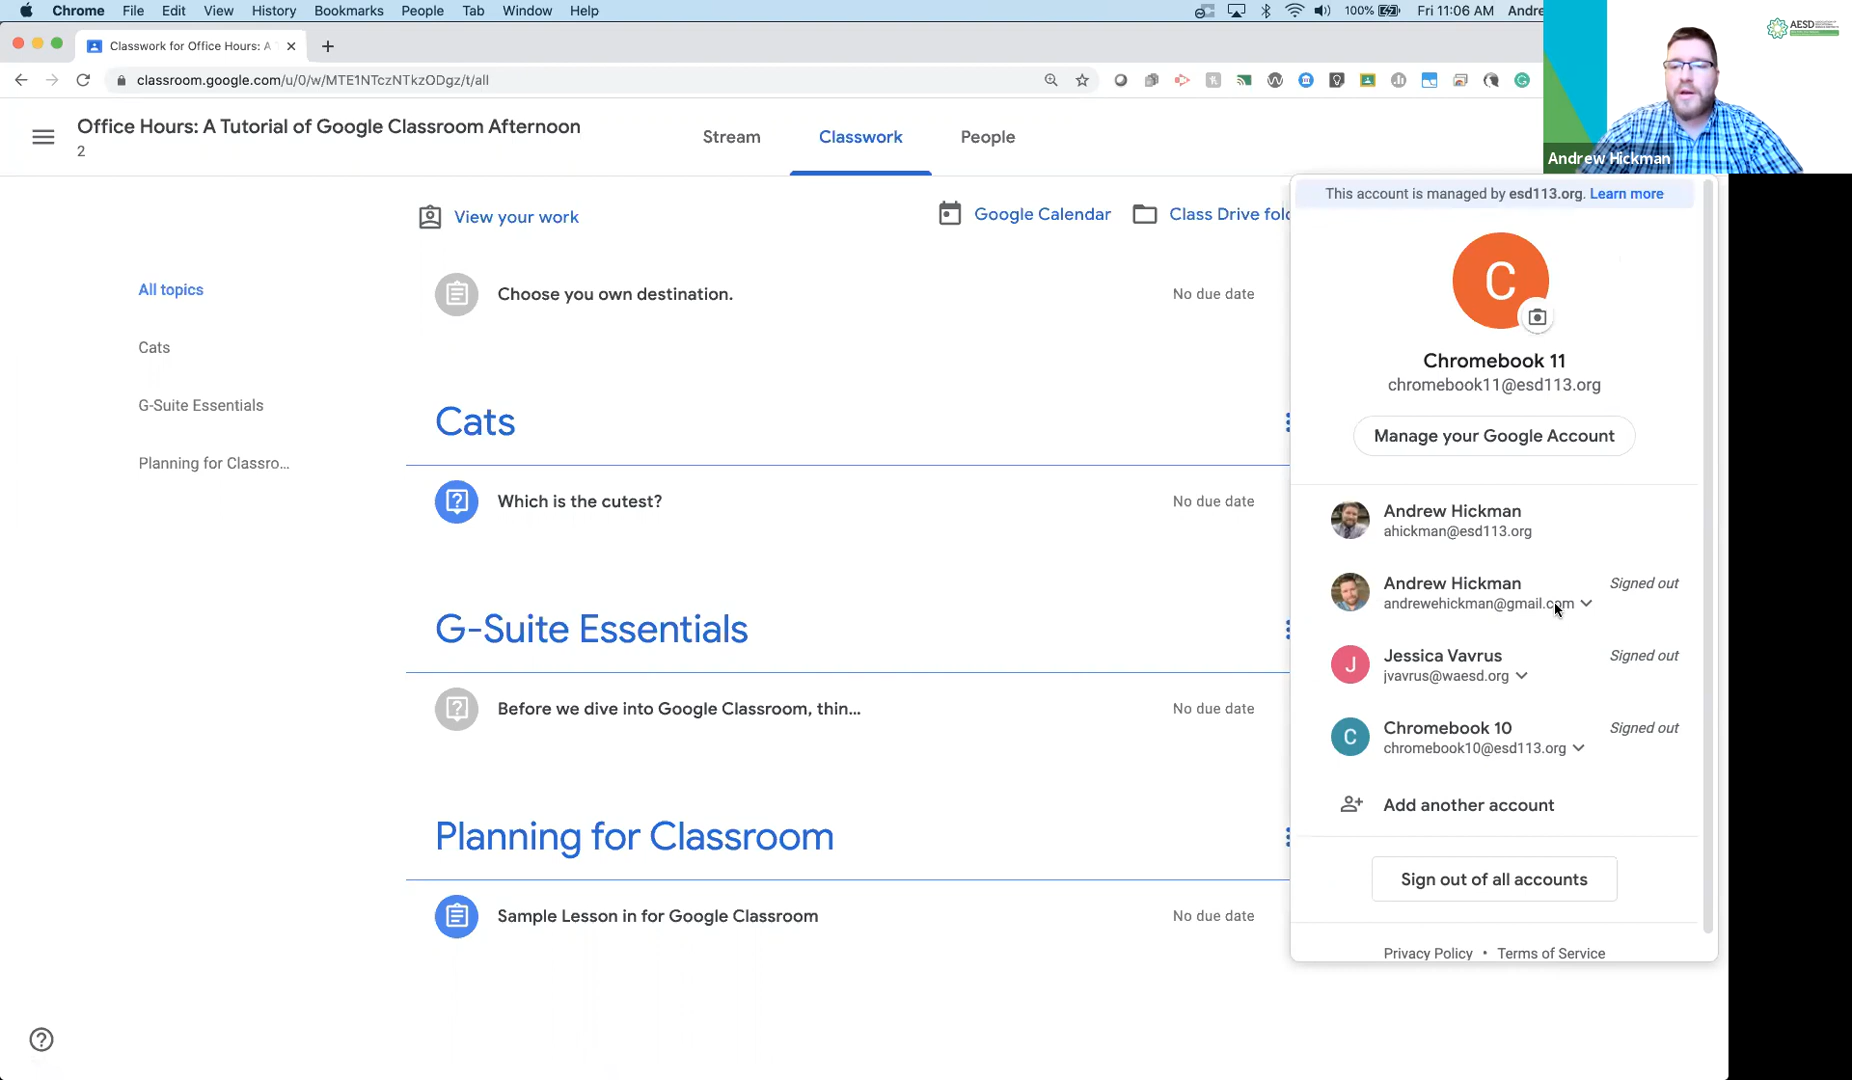 Chrome File Edit View History Bookmarks People Tab Window Help 100% Fri 11:06 AM Andre
AESD
Classwork for Office Hours: A
classroom.google.com/u/0/w/MTE1NTczNTkzODgz/t/all
Andrew Hickman
Office Hours: A Tutorial of Google Classroom Afternoon
2
Stream Classwork People
View your work
Google Calendar
Class Drive fold
All topics
Cats
G-Suite Essentials
Planning for Classro...
Choose you own destination. No due date
Cats
Which is the cutest? No due date
G-Suite Essentials
Before we dive into Google Classroom, thin... No due date
Planning for Classroom
Sample Lesson in for Google Classroom No due date
This account is managed by esd113.org. Learn more
C
Chromebook 11
chromebook11@esd113.org
Manage your Google Account
Andrew Hickman
ahickman@esd113.org
Andrew Hickman Signed out
andrewehickman@gmail.com
J
Jessica Vavrus Signed out
jvavrus@waesd.org
C
Chromebook 10 Signed out
chromebook10@esd113.org
Add another account
Sign out of all accounts
Privacy Policy • Terms of Service